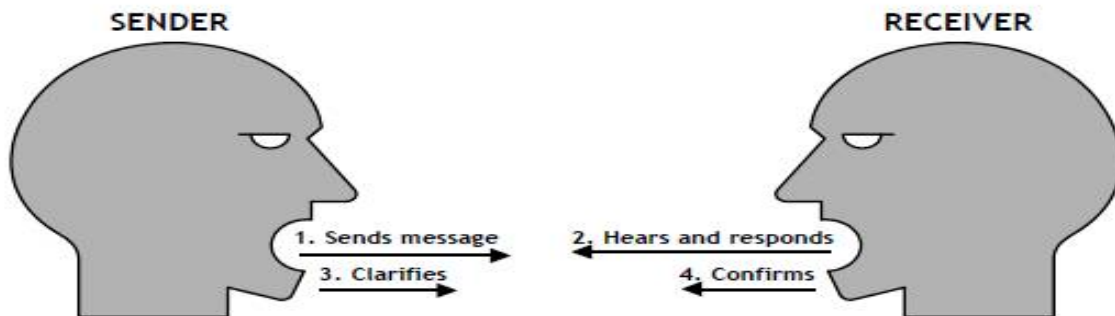 SENDER
RECEIVER
1. Sends message
2. Hears and responds
3. Clarifies
4. Confirms